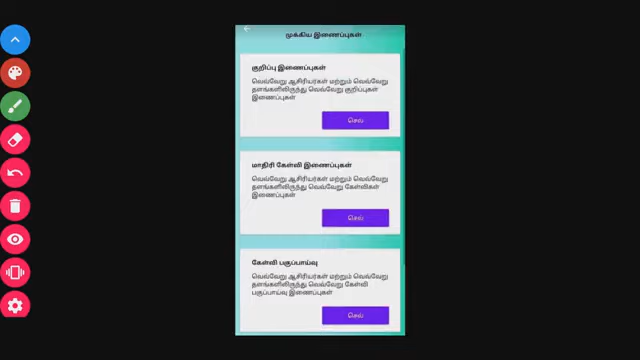 முக்கிய இணைப்புகள்
குறிப்பு இணைப்புகள்
வெவ்வேறு ஆசிரியர்கள் மற்றும் வெவ்வேறு
தளங்களிலிருந்து வெவ்வேறு குறிப்புகள்
இணைப்புகள்
செல்
மாதிரி கேள்வி இணைப்புகள்
வெவ்வேறு ஆசிரியர்கள் மற்றும் வெவ்வேறு
தளங்களிலிருந்து வெவ்வேறு கேள்விகள்
இணைப்புகள்
செல்
கேள்வி பகுப்பாய்வு
வெவ்வேறு ஆசிரியர்கள் மற்றும் வெவ்வேறு
தளங்களிலிருந்து வெவ்வேறு கேள்வி
பகுப்பாய்வு இணைப்புகள்
செல்